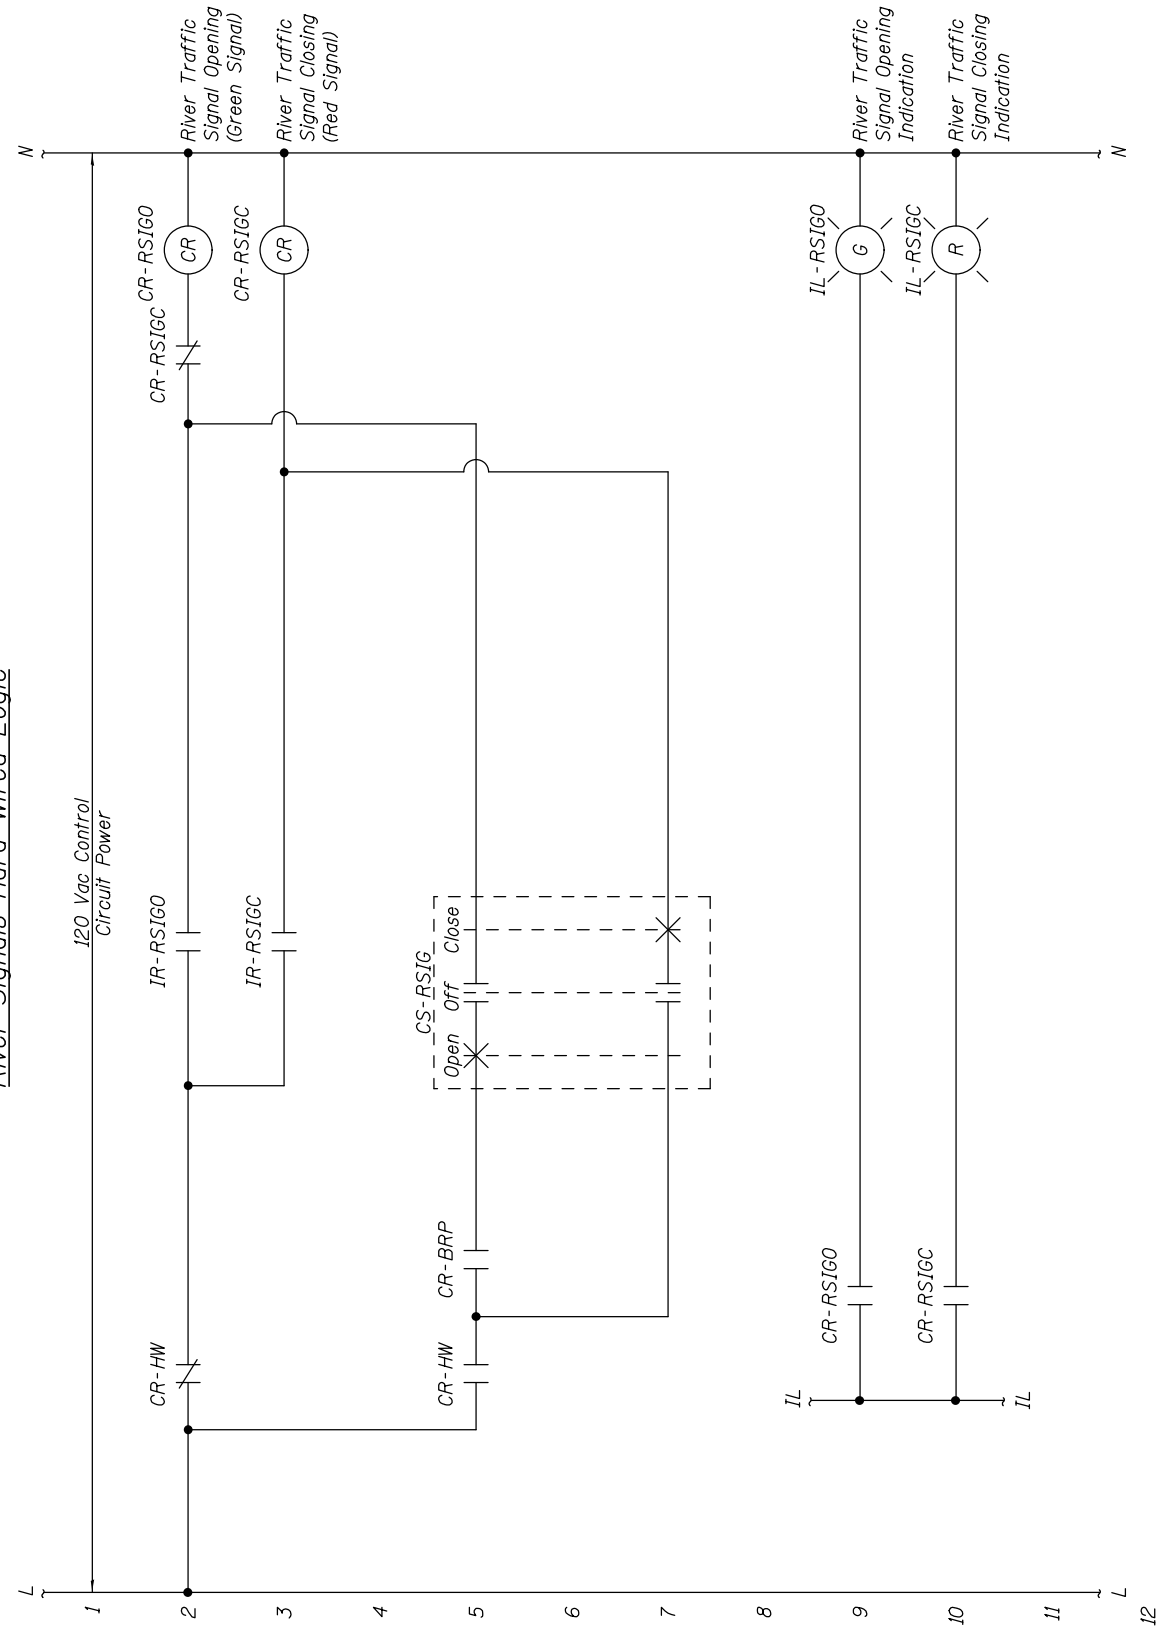 River Signals Hard Wired Logic
L
N
1
120 Vac Control
Circuit Power
2
CR-HW
IR-RSIGO
CR-RSIGC
CR-RSIGO
CR
River Traffic
Signal Opening
(Green Signal)
3
IR-RSIGC
CR-RSIGC
CR
River Traffic
Signal Closing
(Red Signal)
4
CS-RSIG
Open
Off
Close
5
CR-HW
CR-BRP
6
7
8
IL
9
CR-RSIGO
IL-RSIGO
G
River Traffic
Signal Opening
Indication
10
CR-RSIGC
IL-RSIGC
R
River Traffic
Signal Closing
Indication
IL
11
L
N
12